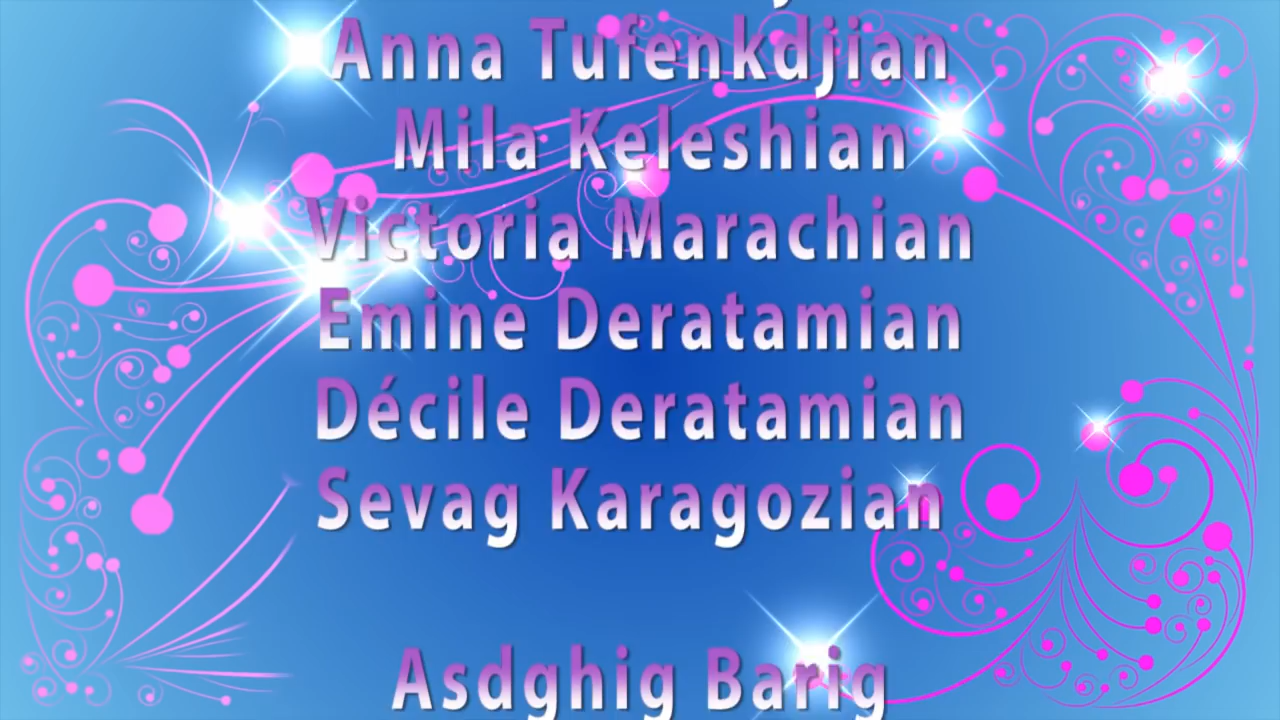 Anna Tufenkdjian
Mila Keleshian
Victoria Marachian
Emine Deratamian
Décile Deratamian
Sevag Karagozian
Asdghig Barig